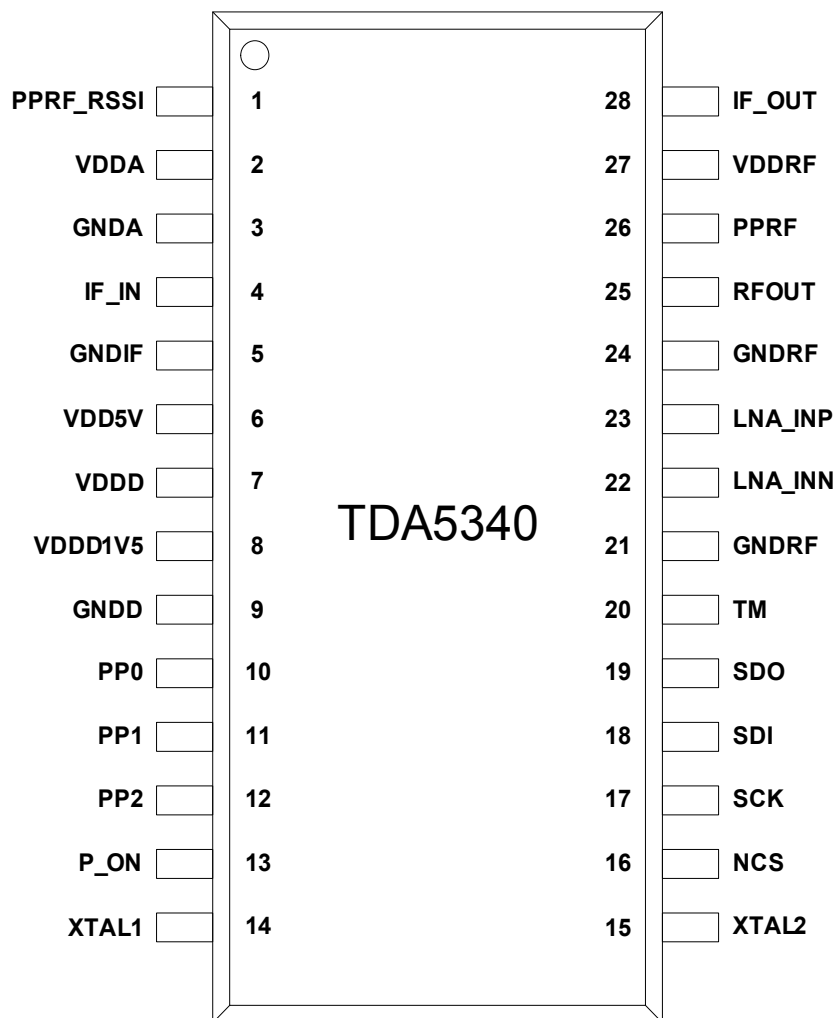 PPRF_RSSI 1 28 IF_OUT
VDDA 2 27 VDDRF
GNDA 3 26 PPRF
IF_IN 4 25 RFOUT
GNDIF 5 24 GNDRF
VDD5V 6 23 LNA_INP
VDDD 7 22 LNA_INN
TDA5340
VDDD1V5 8 21 GNDRF
GNDD 9 20 TM
PP0 10 19 SDO
PP1 11 18 SDI
PP2 12 17 SCK
P_ON 13 16 NCS
XTAL1 14 15 XTAL2